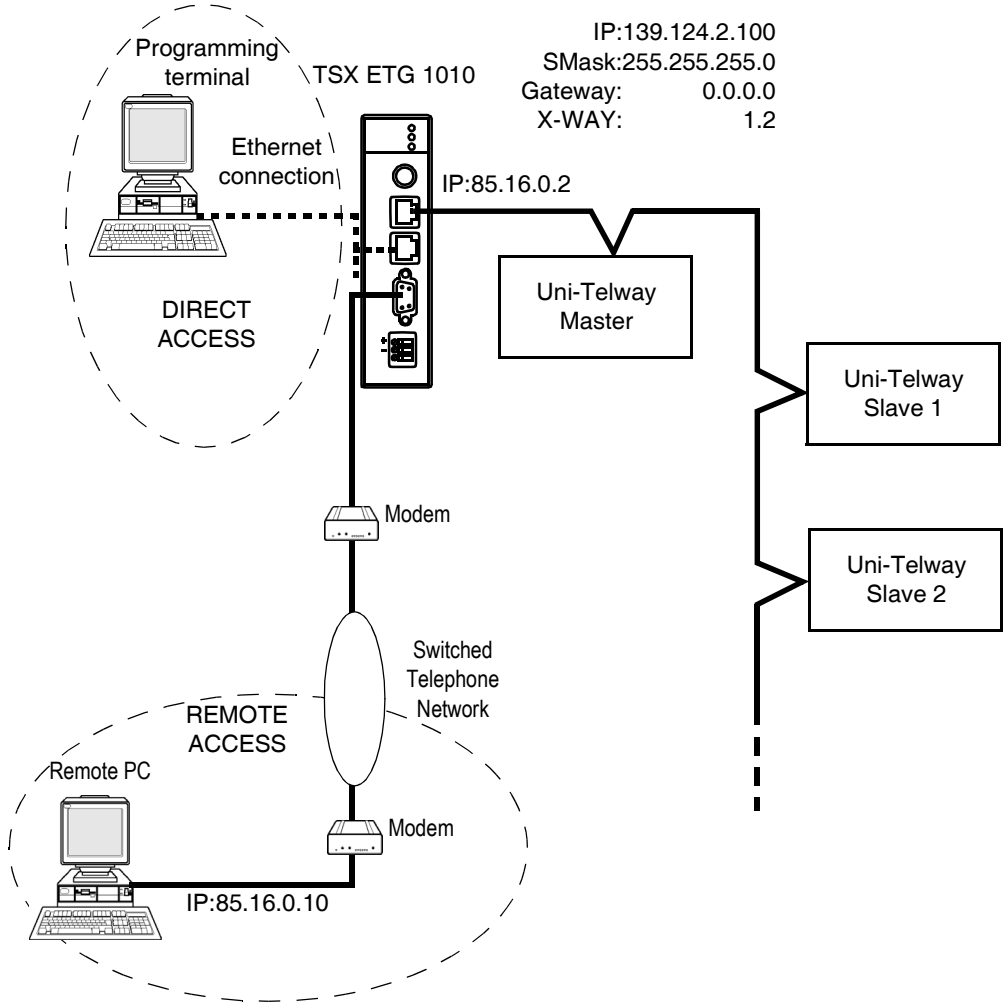 Programming
terminal
TSX ETG 1010
IP:139.124.2.100
SMask:255.255.255.0
Gateway: 0.0.0.0
X-WAY: 1.2
Ethernet
connection
IP:85.16.0.2
DIRECT
ACCESS
+
–
Uni-Telway
Master
Uni-Telway
Slave 1
Modem
Uni-Telway
Slave 2
Switched
Telephone
Network
REMOTE
ACCESS
Remote PC
Modem
IP:85.16.0.10